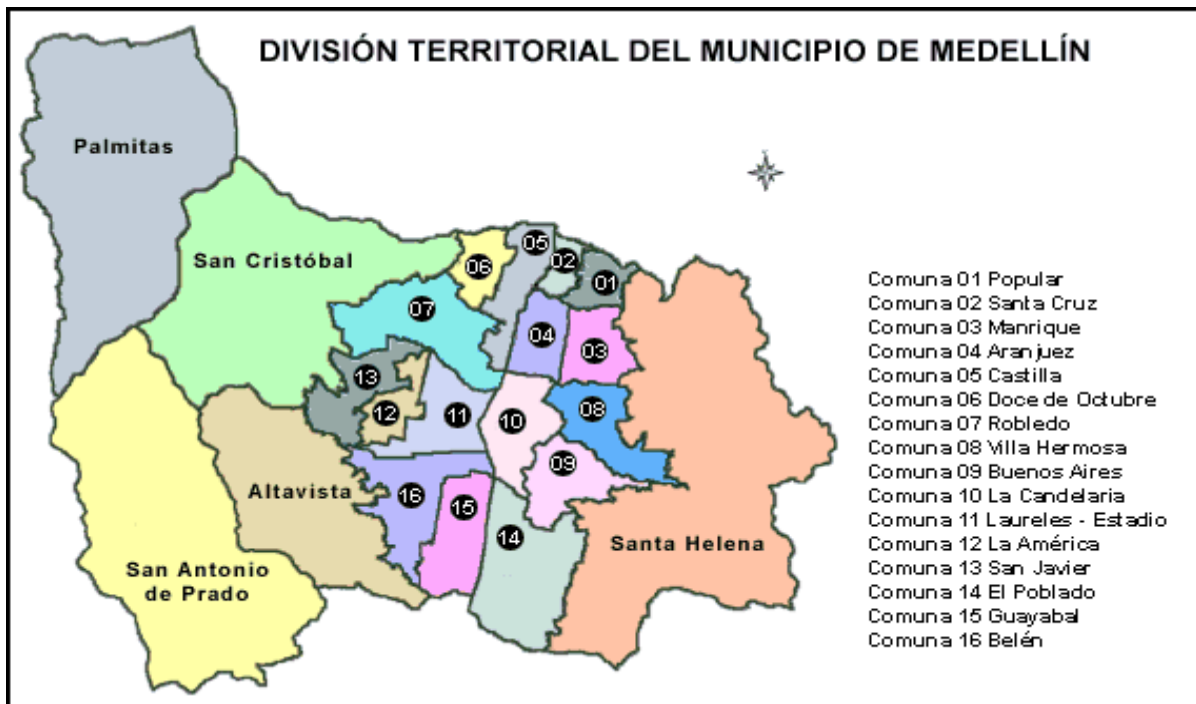 DIVISIÓN TERRITORIAL DEL MUNICIPIO DE MEDELLÍN
Palmitas
San Cristóbal
06
05
02
01
07
04
03
13
12
11
10
08
09
Altavista
16
15
14
Santa Helena
San Antonio
de Prado
Comuna 01 Popular
Comuna 02 Santa Cruz
Comuna 03 Manrique
Comuna 04 Aranjuez
Comuna 05 Castilla
Comuna 06 Doce de Octubre
Comuna 07 Robledo
Comuna 08 Villa Hermosa
Comuna 09 Buenos Aires
Comuna 10 La Candelaria
Comuna 11 Laureles - Estadio
Comuna 12 La América
Comuna 13 San Javier
Comuna 14 El Poblado
Comuna 15 Guayabal
Comuna 16 Belén